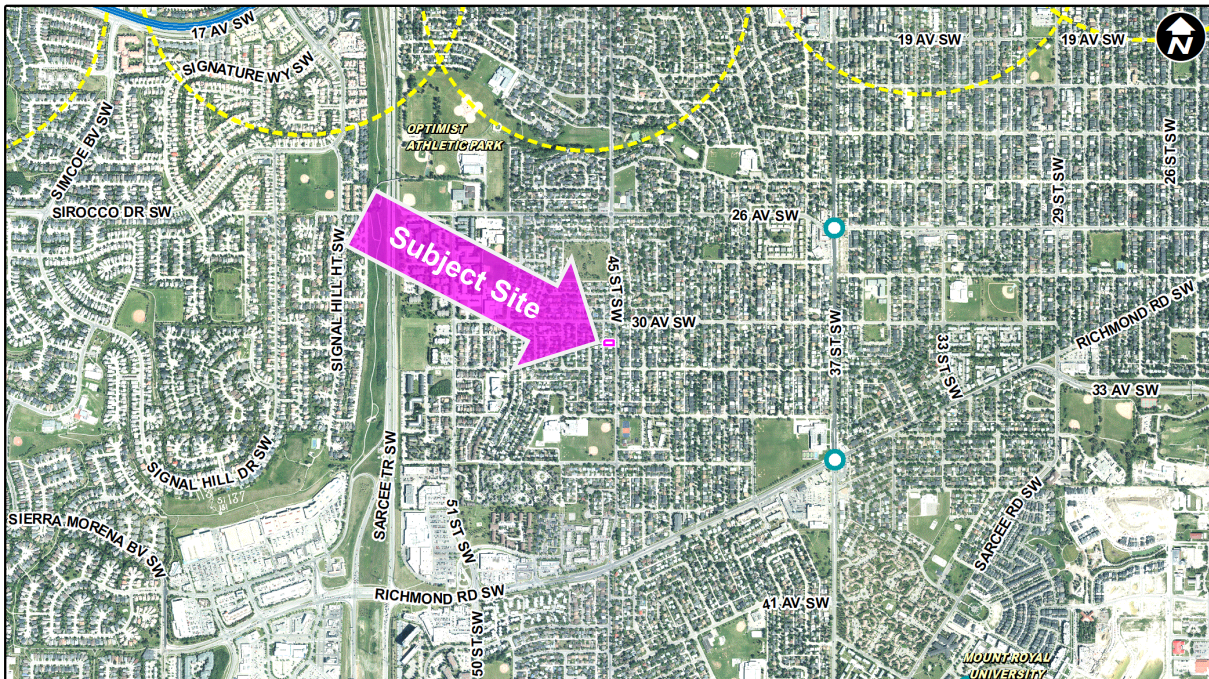 17 AV SW
19 AV SW
19 AV SW
N
SIGNATURE WY SW
SIMCOE BV SW
OPTIMIST
ATHLETIC PARK
26 ST SW
29 ST SW
SIROCCO DR SW
26 AV SW
Subject Site
SIGNAL HILL HT SW
45 ST SW
30 AV SW
37 ST SW
RICHMOND RD SW
33 ST SW
33 AV SW
SIGNAL HILL DR SW
SARCEE TR SW
137
51 ST SW
SARCEE RD SW
SIERRA MORENA BV SW
RICHMOND RD SW
41 AV SW
50 ST SW
MOUNT ROYAL
UNIVERSITY